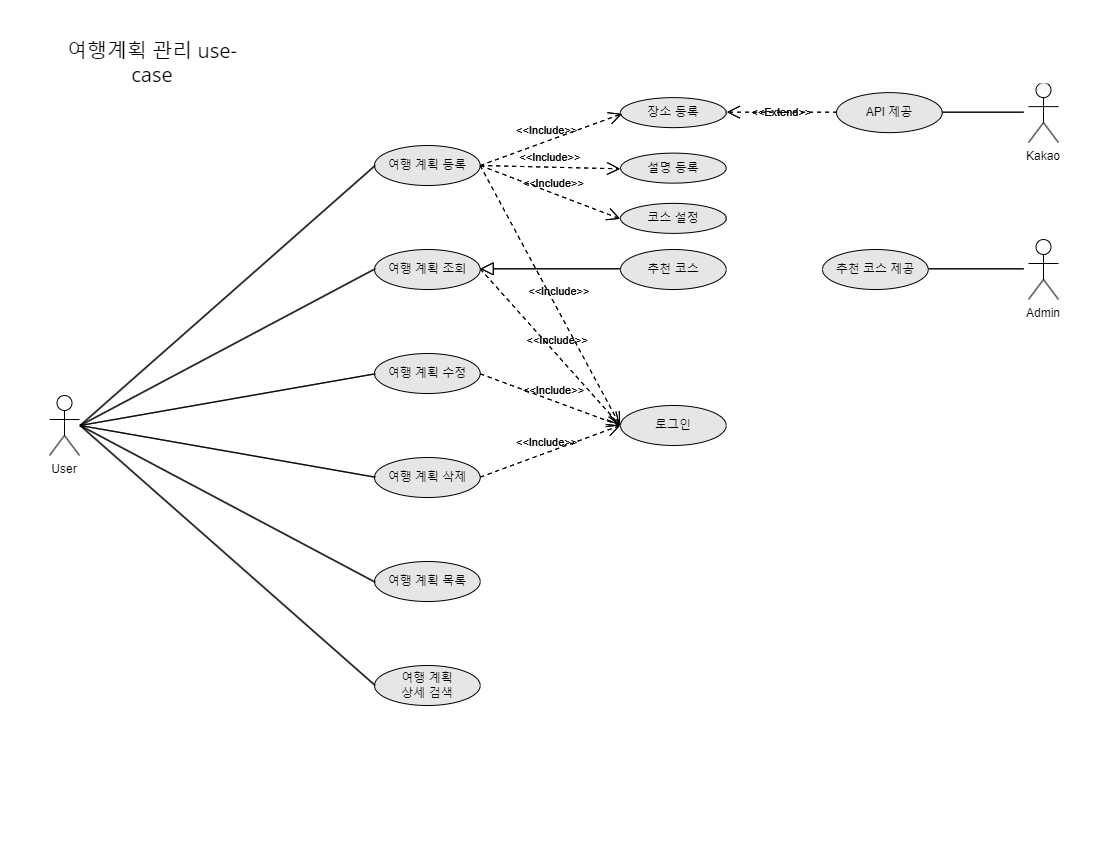 여행계획 관리 use-
case
장소 등록
<<Extend>>
API 제공
Kakao
<<Include>>
여행 계획 등록
<<Include>>
설명 등록
<<Include>>
코스 설정
여행 계획 조회
추천 코스
추천 코스 제공
Admin
<<Include>>
<<Include>>
여행 계획 수정
<<Include>>
로그인
User
<<Include>>
여행 계획 삭제
여행 계획 목록
여행 계획
상세 검색